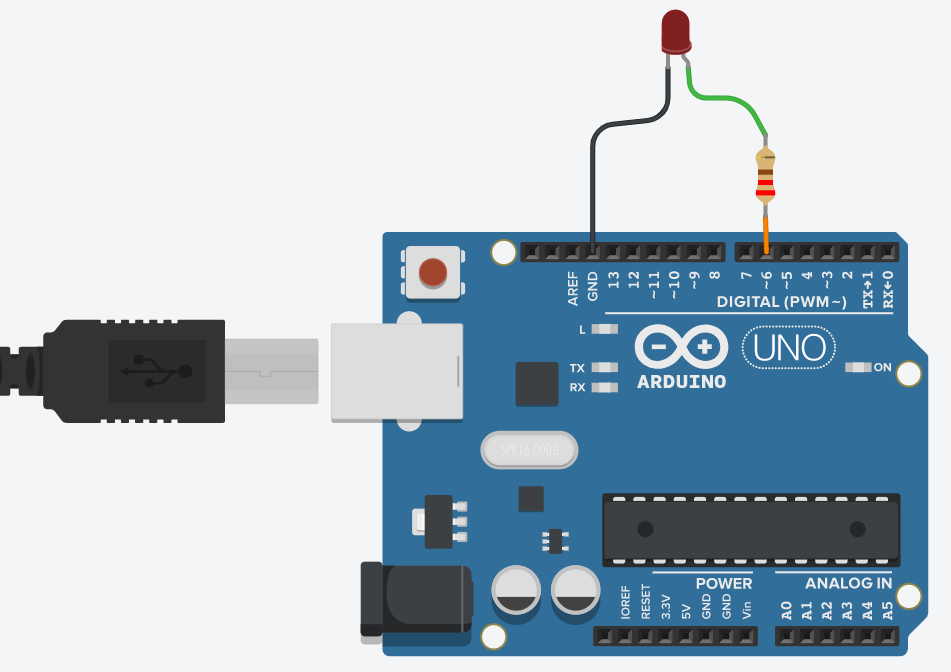 AREF
GND
13
12
~11
~10
~9
8
7
~6
~5
4
~3
2
TX→1
RX←0
DIGITAL (PWM~)
L
TX
RX
ARDUINO
UNO
ON
SPK16.000G
POWER
ANALOG IN
IOREF
RESET
3.3V
5V
GND
GND
Vin
A0
A1
A2
A3
A4
A5